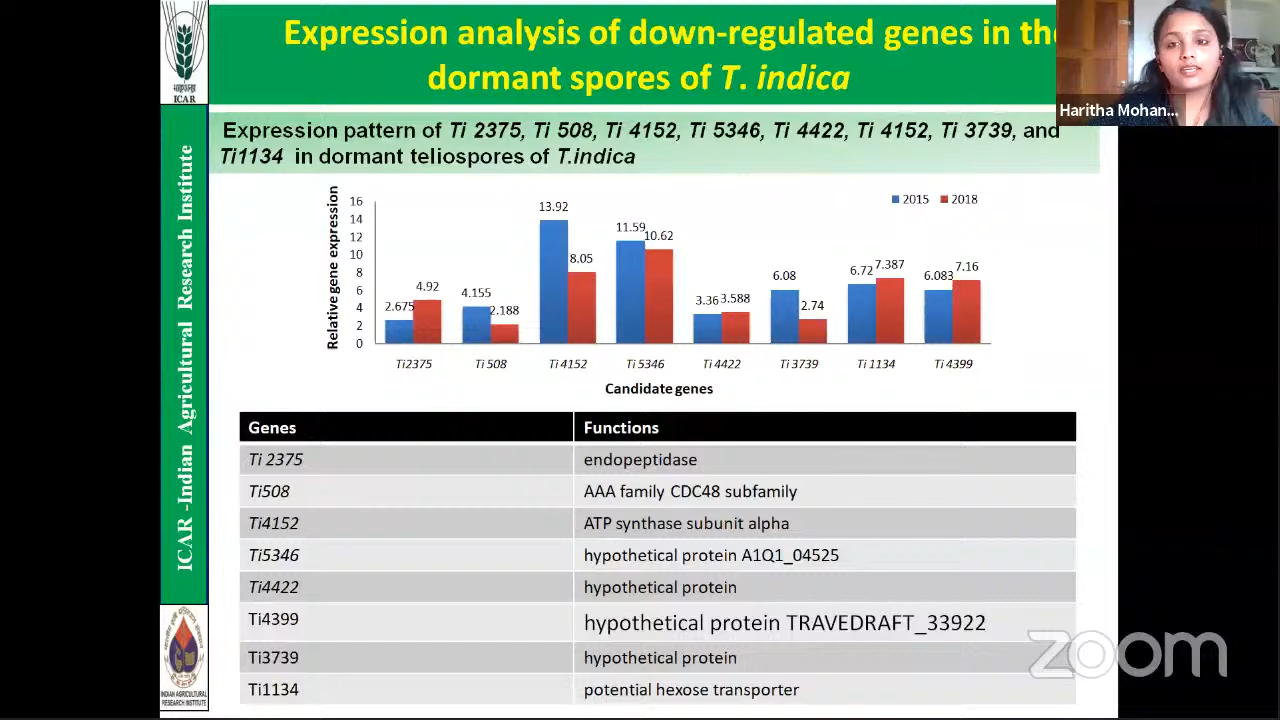 Expression analysis of down-regulated genes in the
dormant spores of T. indica
Haritha Mohan...
ICAR
ICAR -Indian Agricultural Research Institute
Expression pattern of Ti 2375, Ti 508, Ti 4152, Ti 5346, Ti 4422, Ti 4152, Ti 3739, and
Ti1134 in dormant teliospores of T.indica
Relative gene expression
16
14
12
10
8
6
4
2
0
2015 2018
2.675 4.92
4.155 2.188
13.92 8.05
11.59 10.62
3.36 3.588
6.08 2.74
6.72 7.387
6.083 7.16
Ti2375 Ti 508 Ti 4152 Ti 5346 Ti 4422 Ti 3739 Ti 1134 Ti 4399
Candidate genes
Genes Functions
Ti 2375 endopeptidase
Ti508 AAA family CDC48 subfamily
Ti4152 ATP synthase subunit alpha
Ti5346 hypothetical protein A1Q1_04525
Ti4422 hypothetical protein
Ti4399 hypothetical protein TRAVEDRAFT_33922
Ti3739 hypothetical protein
Ti1134 potential hexose transporter
INDIAN AGRICULTURAL
RESEARCH INSTITUTE
zoom